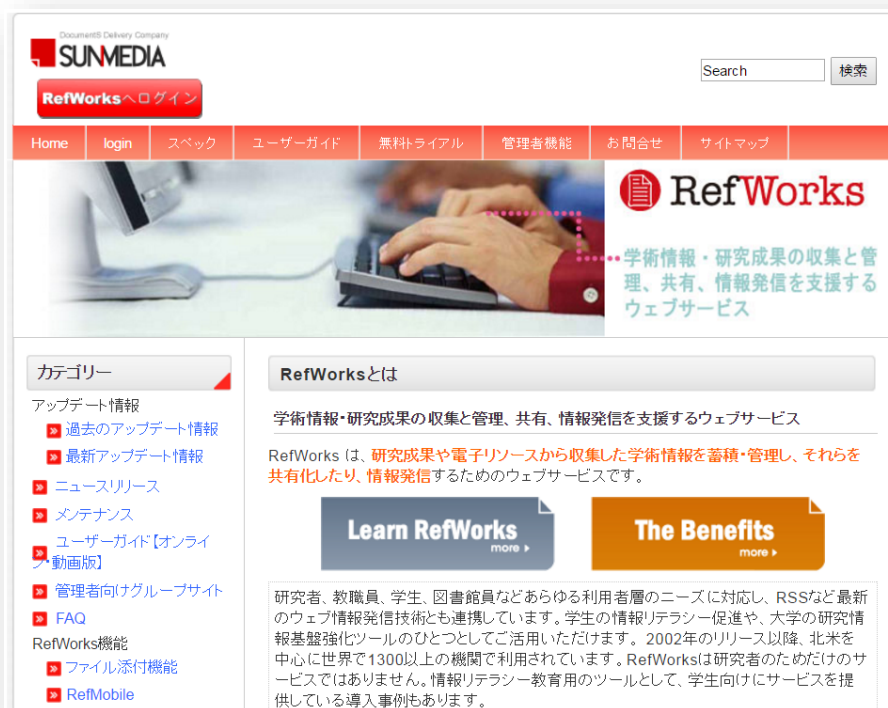 DocumentS Delivery Company
SUNMEDIA
RefWorksへログイン
Search
検索
Home
login
スペック
ユーザーガイド
無料トライアル
管理者機能
お問合せ
サイトマップ
RefWorks
学術情報・研究成果の収集と管
理、共有、情報発信を支援する
ウェブサービス
カテゴリー
アップデート情報
過去のアップデート情報
最新アップデート情報
ニュースリリース
メンテナンス
ユーザーガイド【オンライ
ン・動画版】
管理者向けグループサイト
FAQ
RefWorks機能
ファイル添付機能
RefMobile
RefWorksとは
学術情報・研究成果の収集と管理、共有、情報発信を支援するウェブサービス
RefWorks は、研究成果や電子リソースから収集した学術情報を蓄積・管理し、それらを
共有化したり、情報発信するためのウェブサービスです。
Learn RefWorks
more
The Benefits
more
研究者、教職員、学生、図書館員などあらゆる利用者層のニーズに対応し、RSSなど最新
のウェブ情報発信技術とも連携しています。学生の情報リテラシー促進や、大学の研究情
報基盤強化ツールのひとつとしてご活用いただけます。2002年のリリース以降、北米を
中心に世界で1300以上の機関で利用されています。RefWorksは研究者のためだけのサ
ービスではありません。情報リテラシー教育用のツールとして、学生向けにサービスを提
供している導入事例もあります。